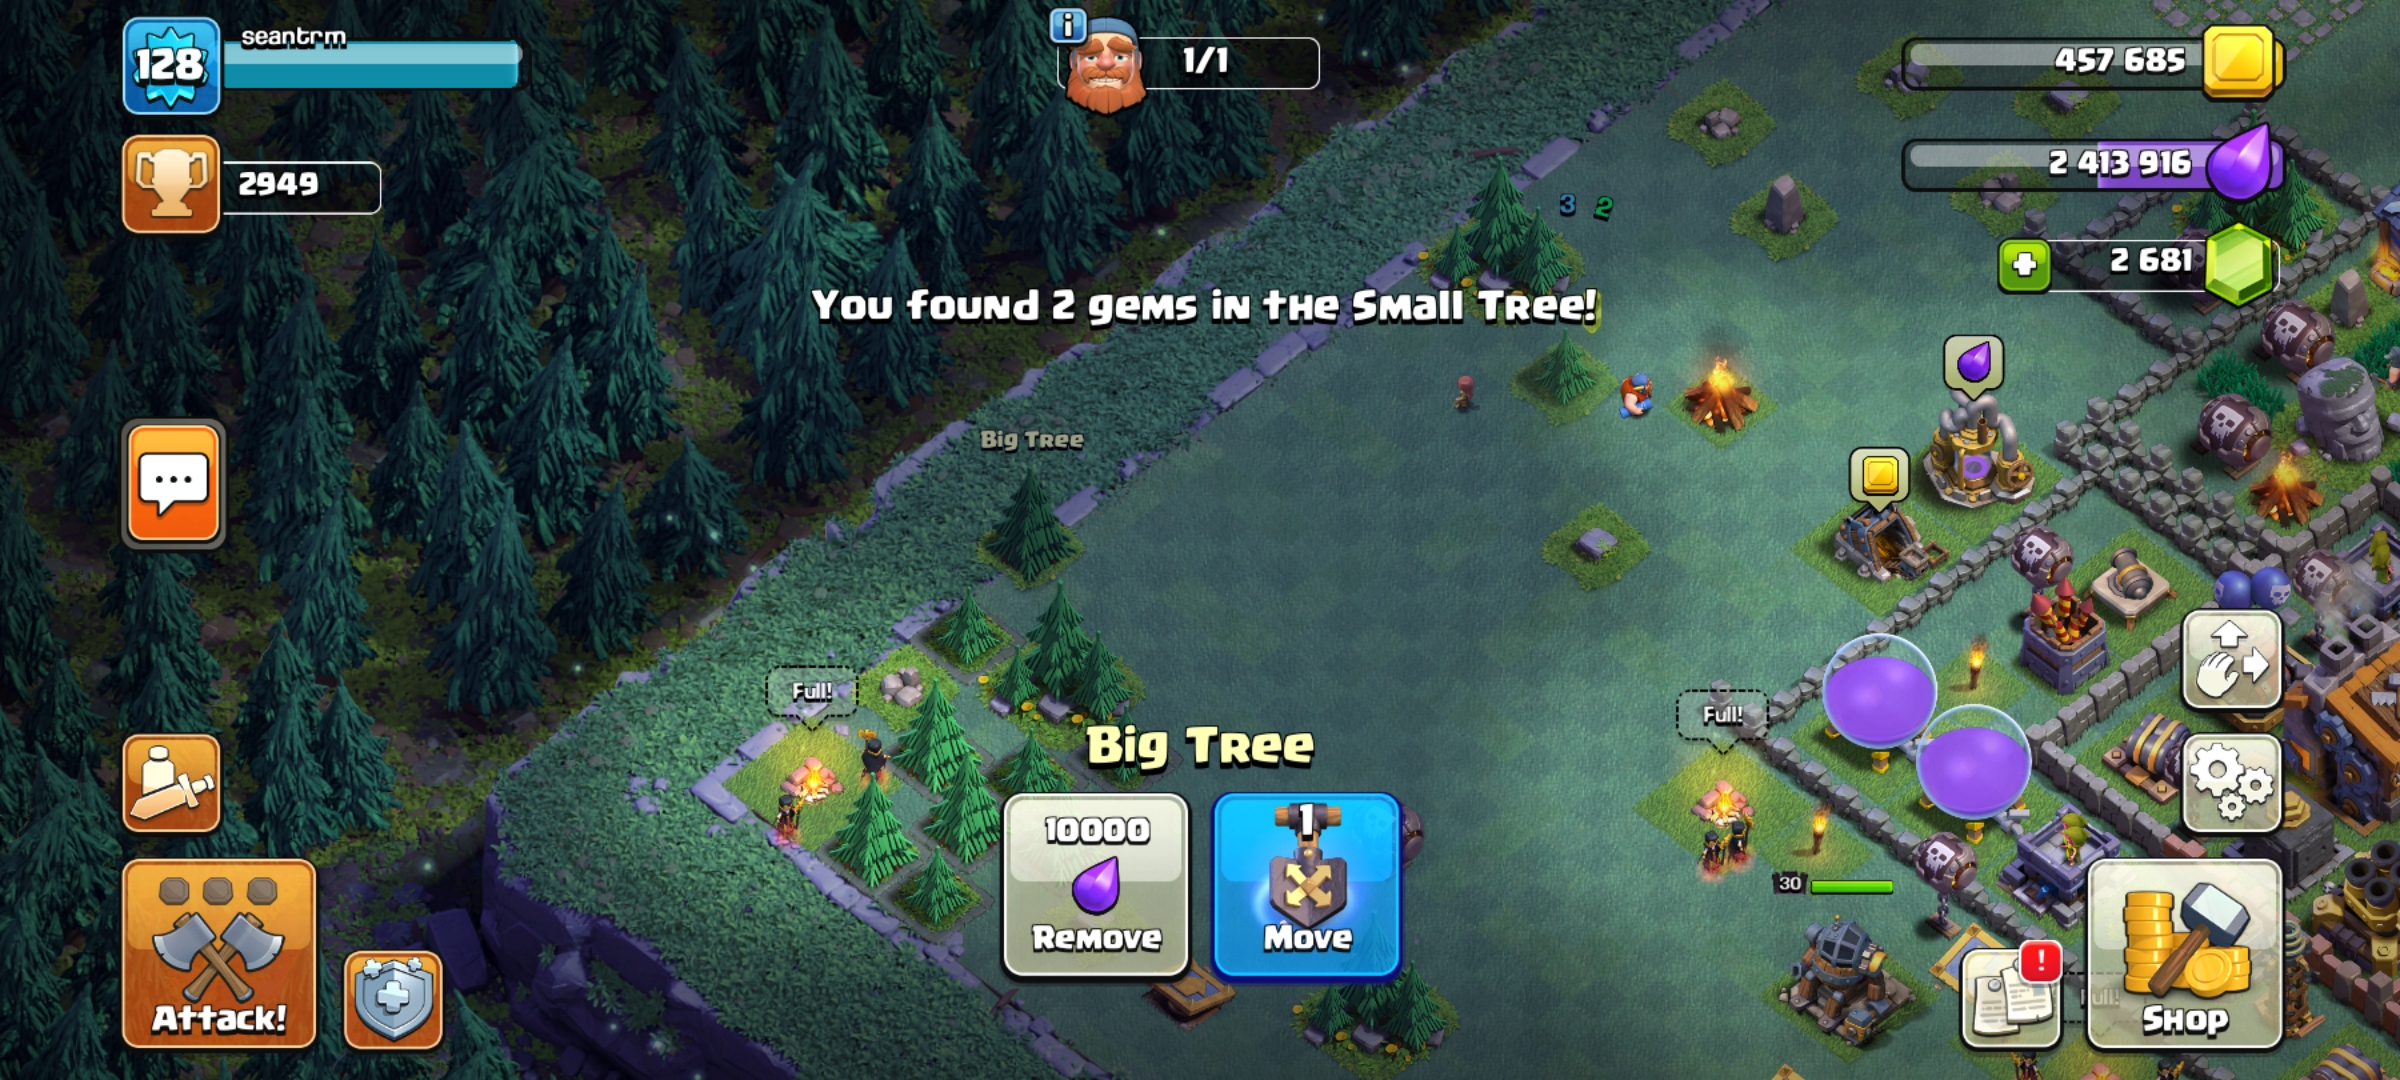 128
seantrm
1/1
457 685
2949
2 413 916
3 2
2 681
You found 2 gems in the Small Tree!
Big Tree
Full!
Full!
Big Tree
10000
Remove
1
Move
30
Attack!
!
Full!
Shop